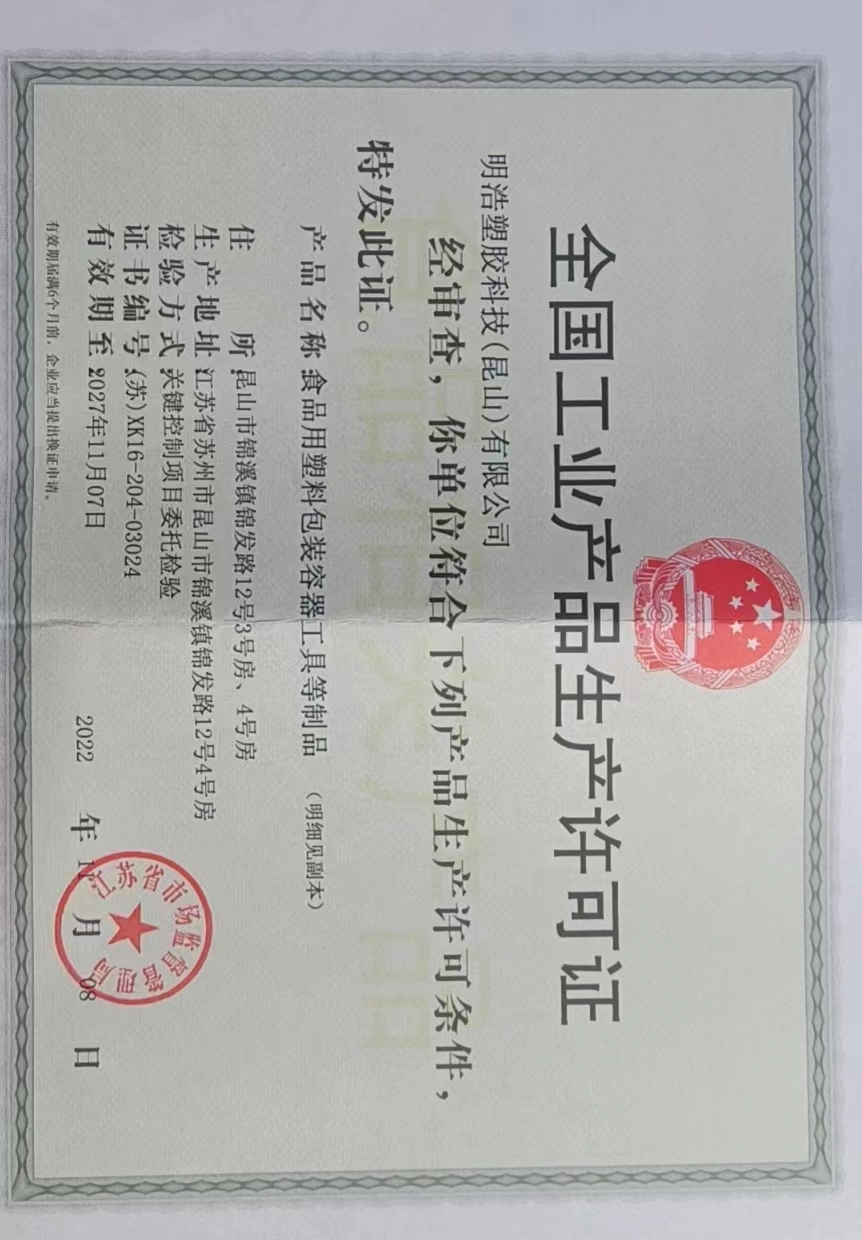 全国工业产品生产许可证
明浩塑胶科技(昆山)有限公司
经审查，你单位符合下列产品生产许可条件，
特发此证。
产品名称 食品用塑料包装容器工具等制品 （明细见副本）
住 所 昆山市锦溪镇锦发路12号3号房、4号房
生产地址 江苏省苏州市昆山市锦溪镇锦发路12号4号房
检验方式 关键控制项目委托检验
证书编号 (苏)XK16-204-03024
有效期至 2027年11月07日
2022 年 11 月 08 日
江苏省市场监督管理局
有效期届满6个月前，企业应当提出换证申请。